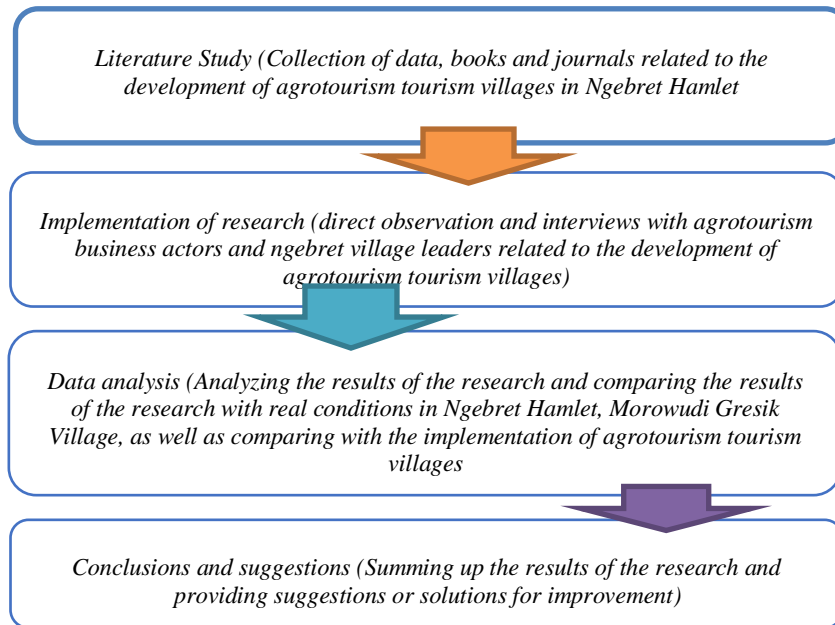 Literature Study (Collection of data, books and journals related to the
development of agrotourism tourism villages in Ngebret Hamlet
Implementation of research (direct observation and interviews with agrotourism
business actors and ngebret village leaders related to the development of
agrotourism tourism villages)
Data analysis (Analyzing the results of the research and comparing the results
of the research with real conditions in Ngebret Hamlet, Morowudi Gresik
Village, as well as comparing with the implementation of agrotourism tourism
villages
Conclusions and suggestions (Summing up the results of the research and
providing suggestions or solutions for improvement)